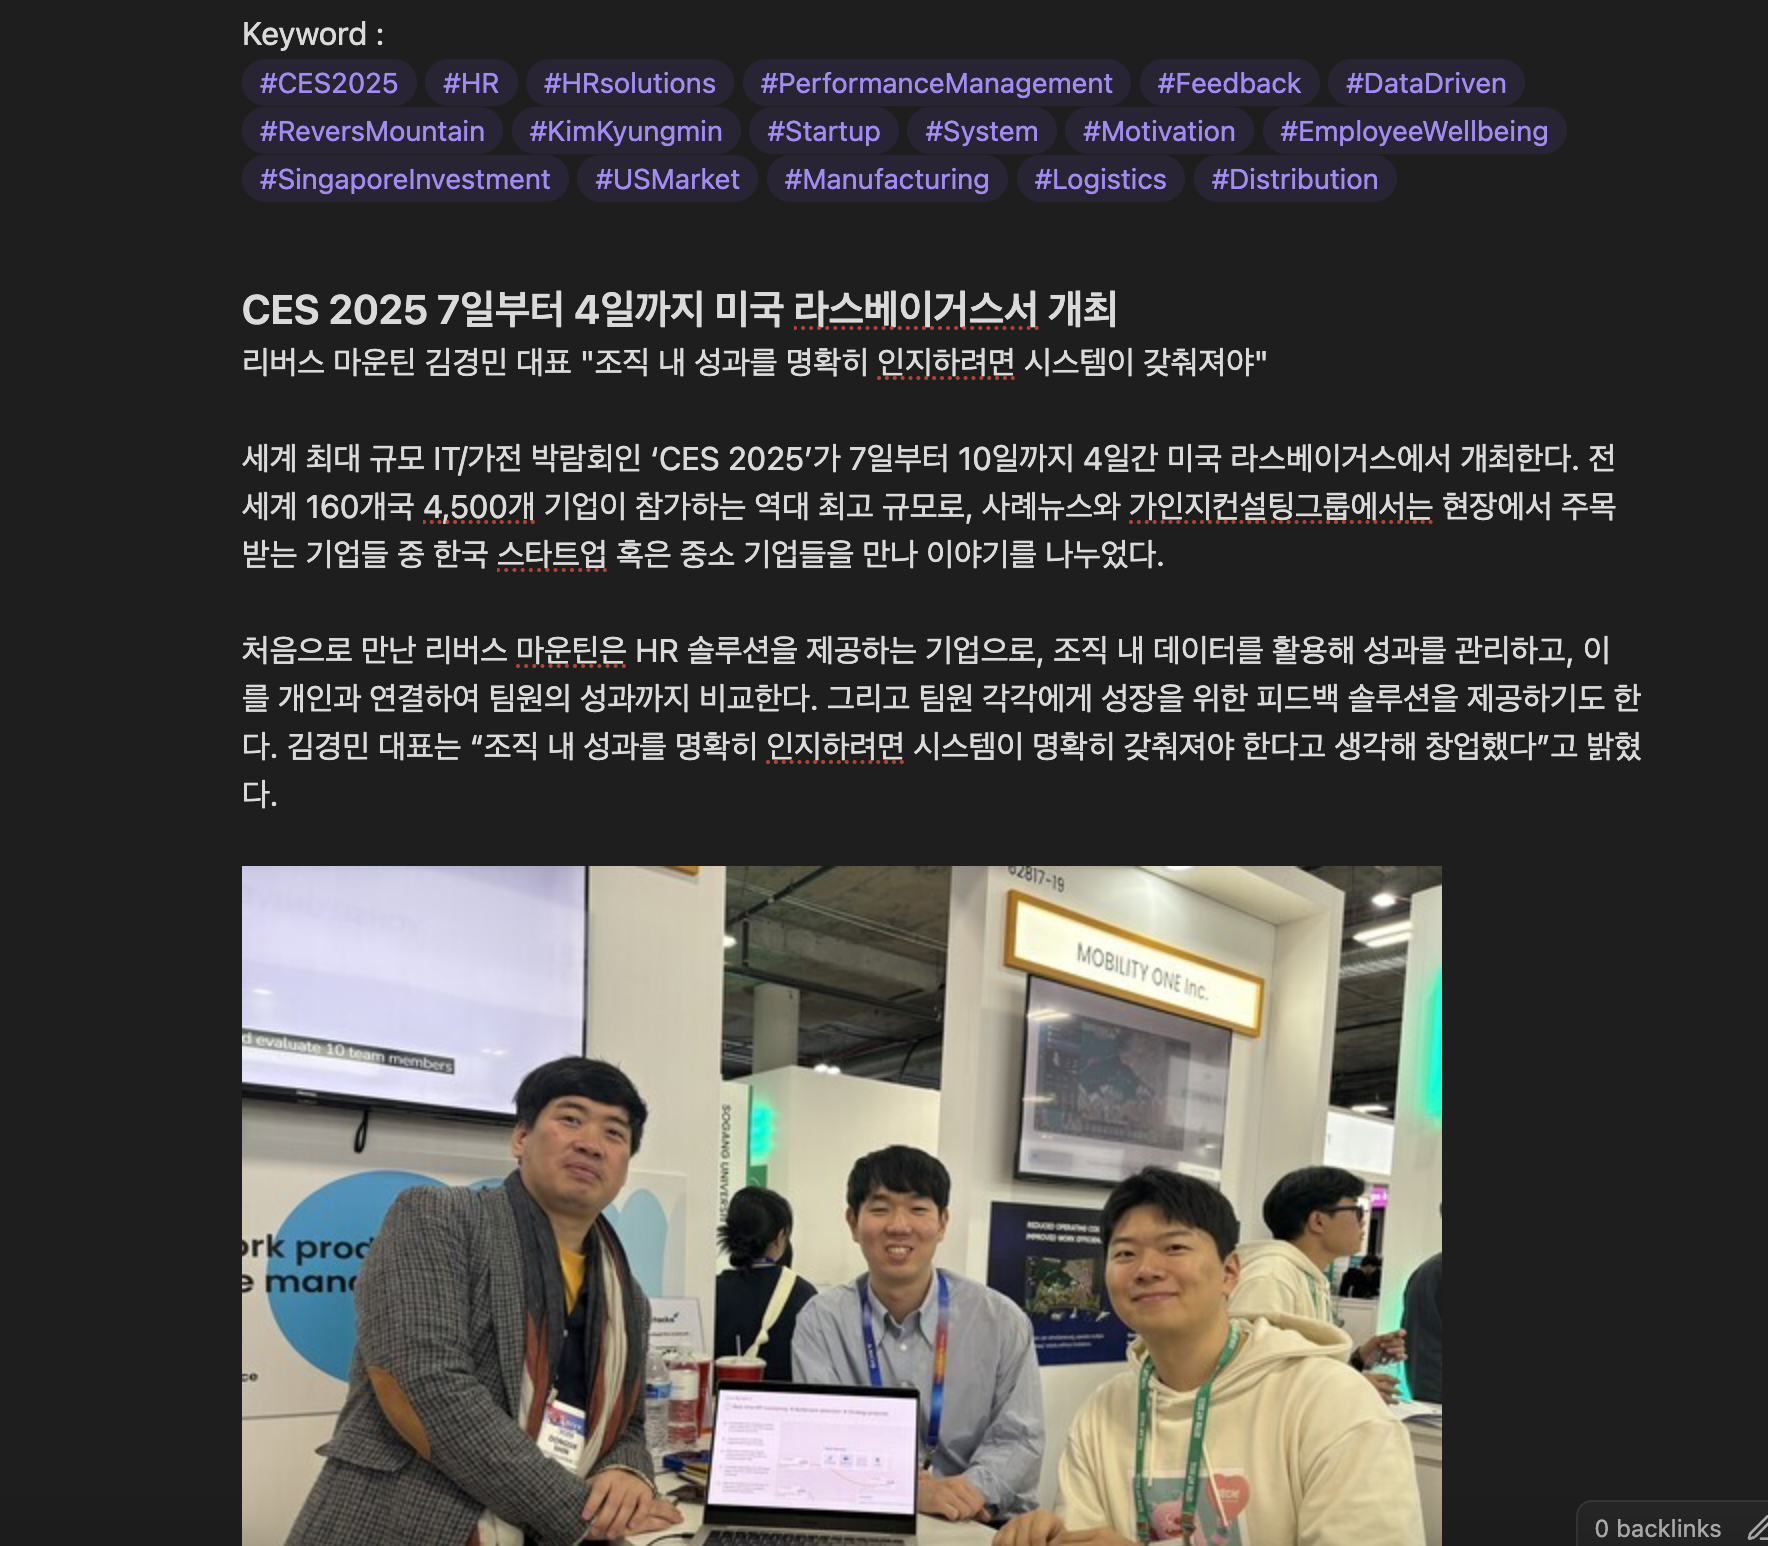 Keyword :
#CES2025 #HR #HRsolutions #PerformanceManagement #Feedback #DataDriven
#ReversMountain #KimKyungmin #Startup #System #Motivation #EmployeeWellbeing
#SingaporeInvestment #USMarket #Manufacturing #Logistics #Distribution
CES 2025 7일부터 4일까지 미국 라스베이거스서 개최
리버스 마운틴 김경민 대표 "조직 내 성과를 명확히 인지하려면 시스템이 갖춰져야"
세계 최대 규모 IT/가전 박람회인 ‘CES 2025’가 7일부터 10일까지 4일간 미국 라스베이거스에서 개최한다. 전
세계 160개국 4,500개 기업이 참가하는 역대 최고 규모로, 사례뉴스와 가인지컨설팅그룹에서는 현장에서 주목
받는 기업들 중 한국 스타트업 혹은 중소 기업들을 만나 이야기를 나누었다.
처음으로 만난 리버스 마운틴은 HR 솔루션을 제공하는 기업으로, 조직 내 데이터를 활용해 성과를 관리하고, 이
를 개인과 연결하여 팀원의 성과까지 비교한다. 그리고 팀원 각각에게 성장을 위한 피드백 솔루션을 제공하기도 한
다. 김경민 대표는 “조직 내 성과를 명확히 인지하려면 시스템이 명확히 갖춰져야 한다고 생각해 창업했다”고 밝혔
다.
62817-19
MOBILITY ONE Inc.
d evaluate 10 team members
SOGANG UNIVERSI
REDUCED OPERATING COS
IMPROVED WORK EFFICIEN
ork prod
e mana
ce
0 backlinks